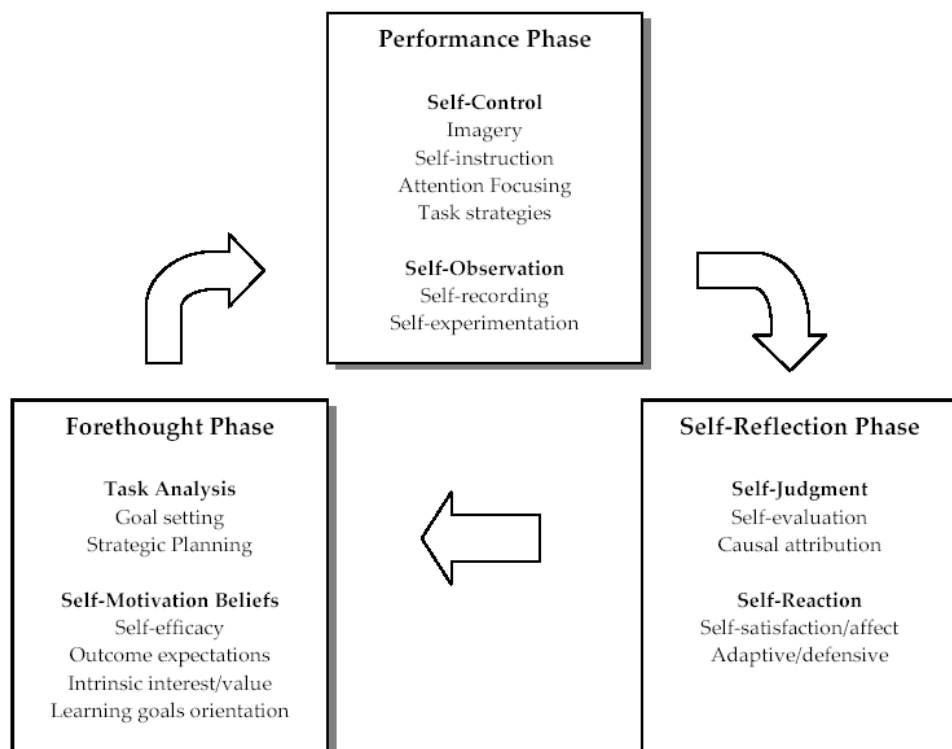 Performance Phase
Self-Control
Imagery
Self-instruction
Attention Focusing
Task strategies
Self-Observation
Self-recording
Self-experimentation
Forethought Phase
Task Analysis
Goal setting
Strategic Planning
Self-Motivation Beliefs
Self-efficacy
Outcome expectations
Intrinsic interest/value
Learning goals orientation
Self-Reflection Phase
Self-Judgment
Self-evaluation
Causal attribution
Self-Reaction
Self-satisfaction/affect
Adaptive/defensive